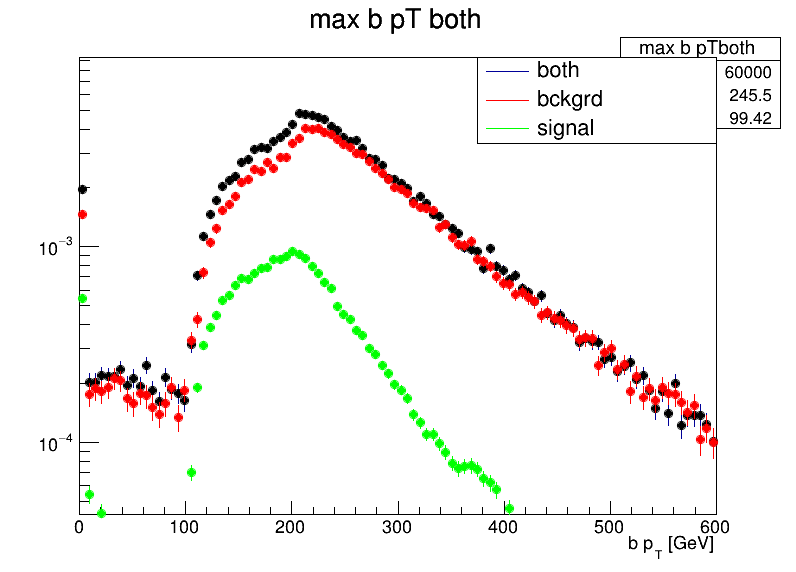 max b pT both
max b pTboth
60000
245.5
99.42
both
bckgrd
signal
10⁻³
10⁻⁴
0 100 200 300 400 500 600
b p_T [GeV]